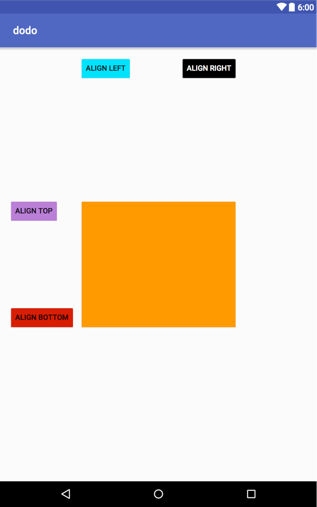 6:00
dodo
ALIGN LEFT
ALIGN RIGHT
ALIGN TOP
ALIGN BOTTOM